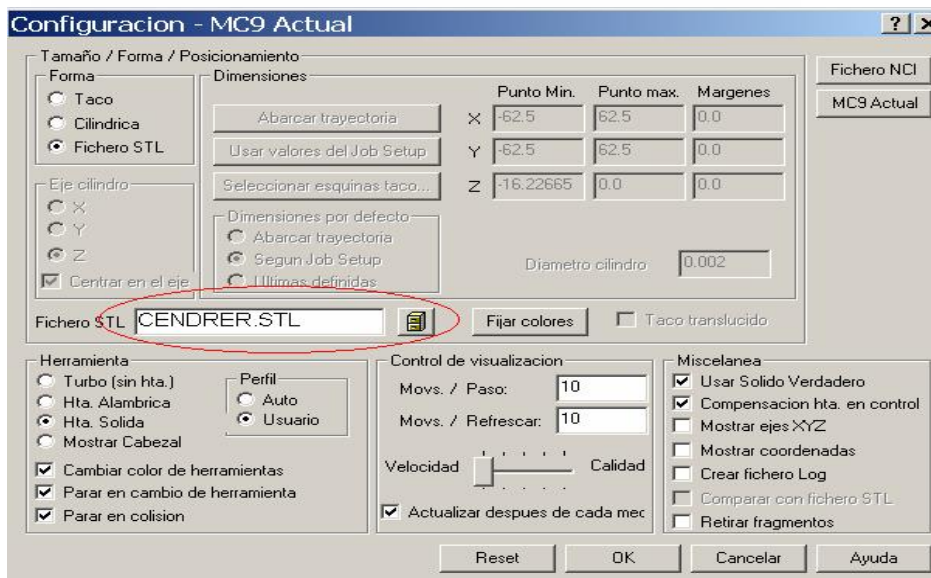 Configuracion - MC9 Actual
Tamaño / Forma / Posicionamiento
Forma
Taco
Cilindrica
Fichero STL
Dimensiones
Abarcar trayectoria
Usar valores del Job Setup
Seleccionar esquinas taco...
Punto Min. Punto max. Margenes
X -62.5 62.5 0.0
Y -62.5 62.5 0.0
Z -16.22665 0.0 0.0
Fichero NCI
MC9 Actual
Eje cilindro
X
Y
Z
Centrar en el eje
Dimensiones por defecto
Abarcar trayectoria
Segun Job Setup
Ultimas definidas
Diametro cilindro 0.002
Fichero STL CENDRER.STL
Fijar colores
Taco translucido
Herramienta
Turbo (sin hta.)
Hta. Alambrica
Hta. Solida
Mostrar Cabezal
Perfil
Auto
Usuario
Cambiar color de herramientas
Parar en cambio de herramienta
Parar en colision
Control de visualizacion
Movs. / Paso: 10
Movs. / Refrescar: 10
Velocidad Calidad
Actualizar despues de cada mec
Miscelanea
Usar Solido Verdadero
Compensacion hta. en control
Mostrar ejes XYZ
Mostrar coordenadas
Crear fichero Log
Comparar con fichero STL
Retirar fragmentos
Reset OK Cancelar Ayuda